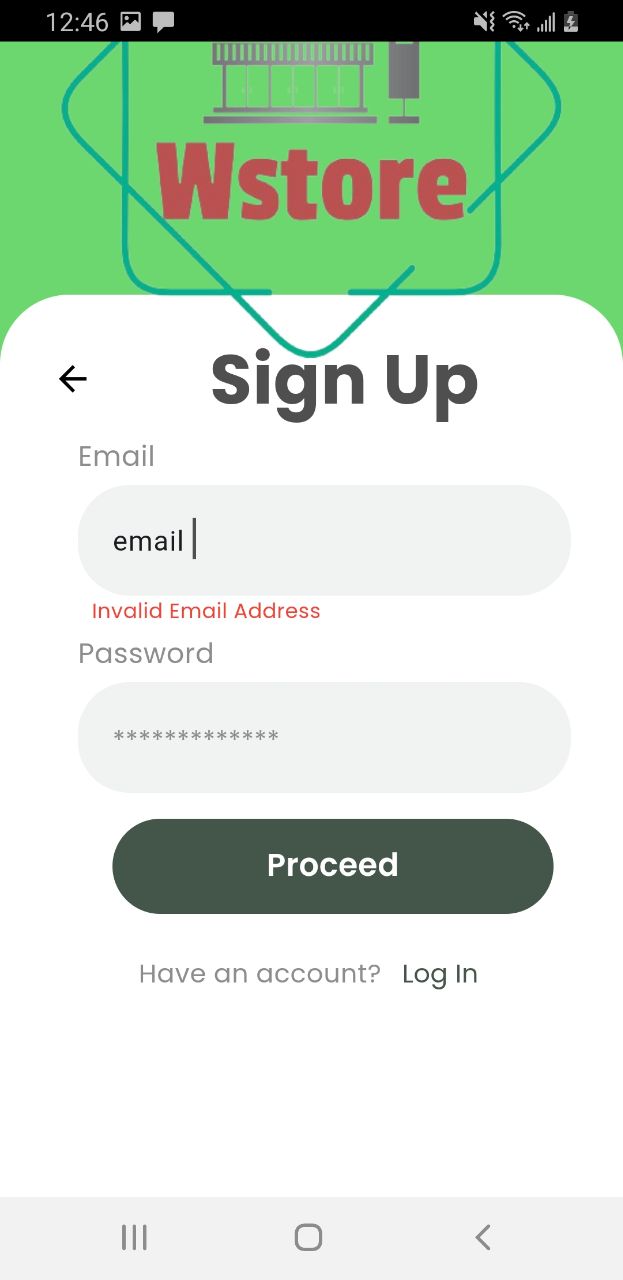 12:46
Wstore
Sign Up
Email
email
Invalid Email Address
Password
*************
Proceed
Have an account? Log In